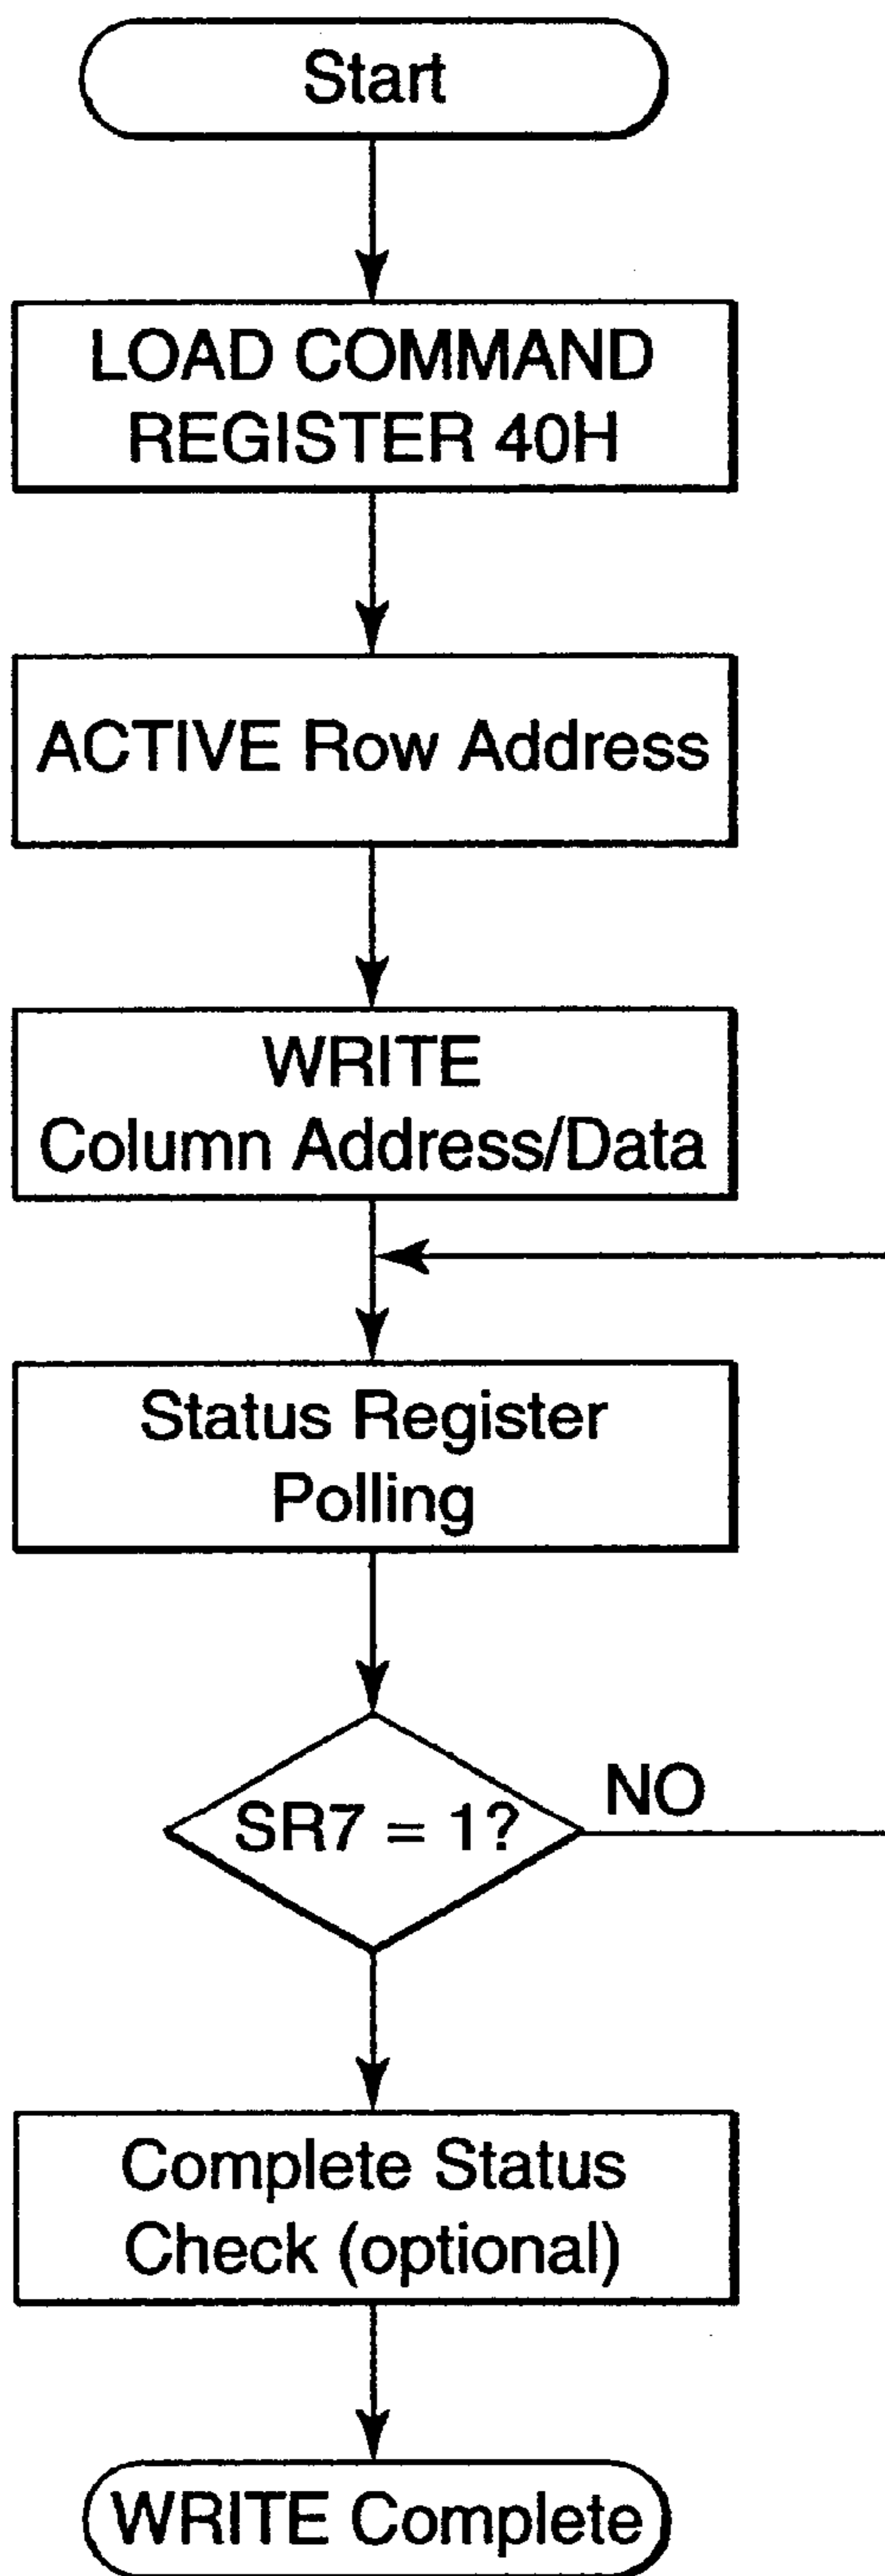 Start
LOAD COMMAND
REGISTER 40H
ACTIVE Row Address
WRITE
Column Address/Data
Status Register
Polling
SR7 = 1?
NO
Complete Status
Check (optional)
WRITE Complete